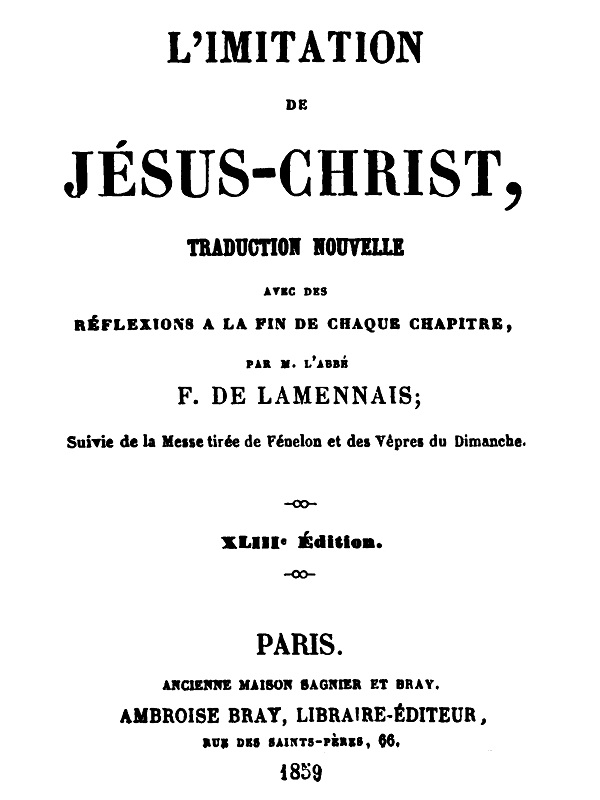 L'IMITATION
DE
JÉSUS-CHRIST,
TRADUCTION NOUVELLE
AVEC DES
RÉFLEXIONS A LA FIN DE CHAQUE CHAPITRE,
PAR M. L'ABBÉ
F. DE LAMENNAIS;
Suivie de la Messe tirée de Fénelon et des Vêpres du Dimanche.
XLIIIe Édition.
PARIS.
ANCIENNE MAISON SAGNIER ET BRAY.
AMBROISE BRAY, LIBRAIRE-ÉDITEUR,
RUE DES SAINTS-PÈRES, 66.
1859